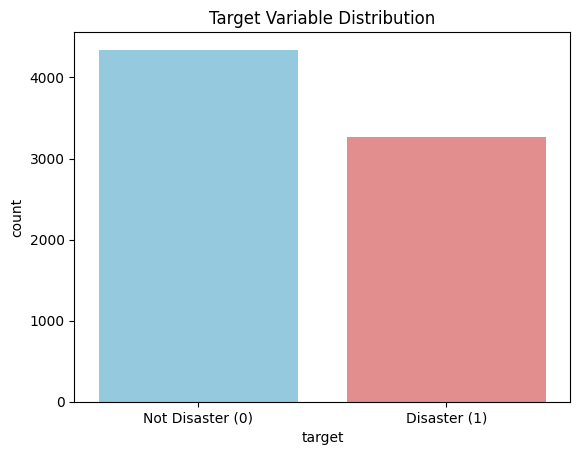 Target Variable Distribution
count
4000
3000
2000
1000
0
Not Disaster (0) Disaster (1)
target